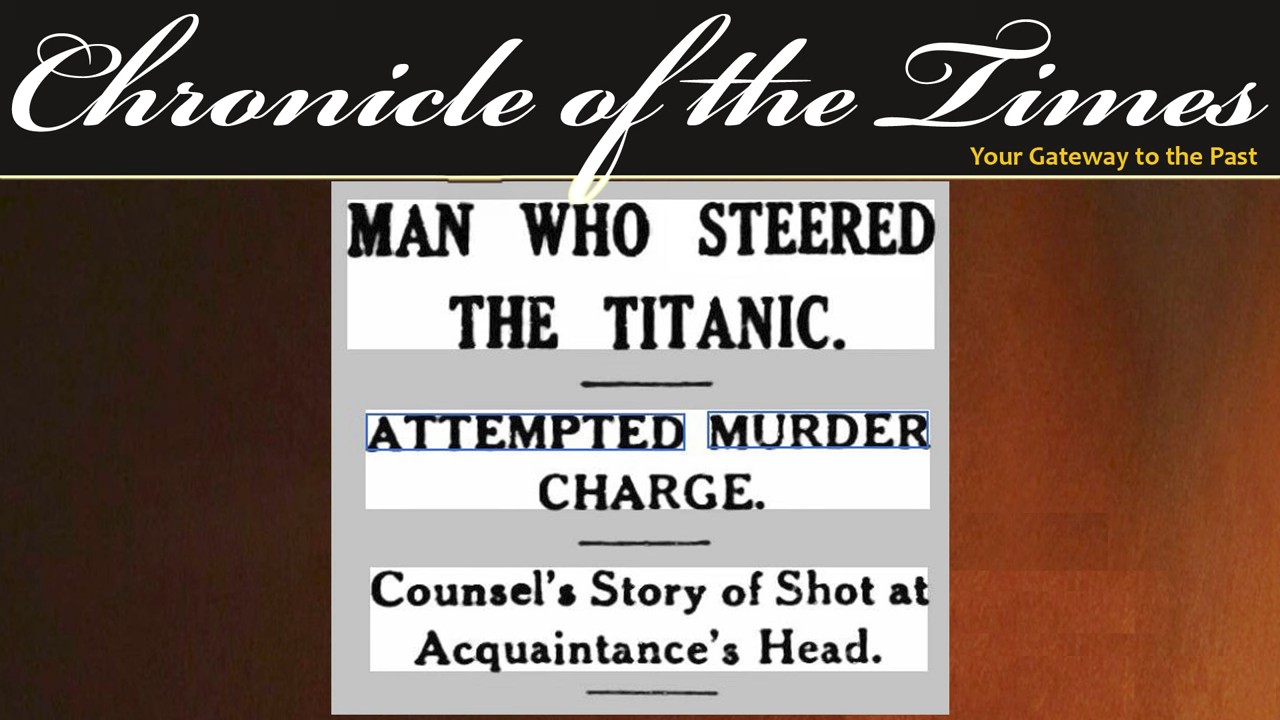 Chronicle of the Times
Your Gateway to the Past
MAN WHO STEERED
THE TITANIC.
ATTEMPTED MURDER
CHARGE.
Counsel's Story of Shot at
Acquaintance's Head.